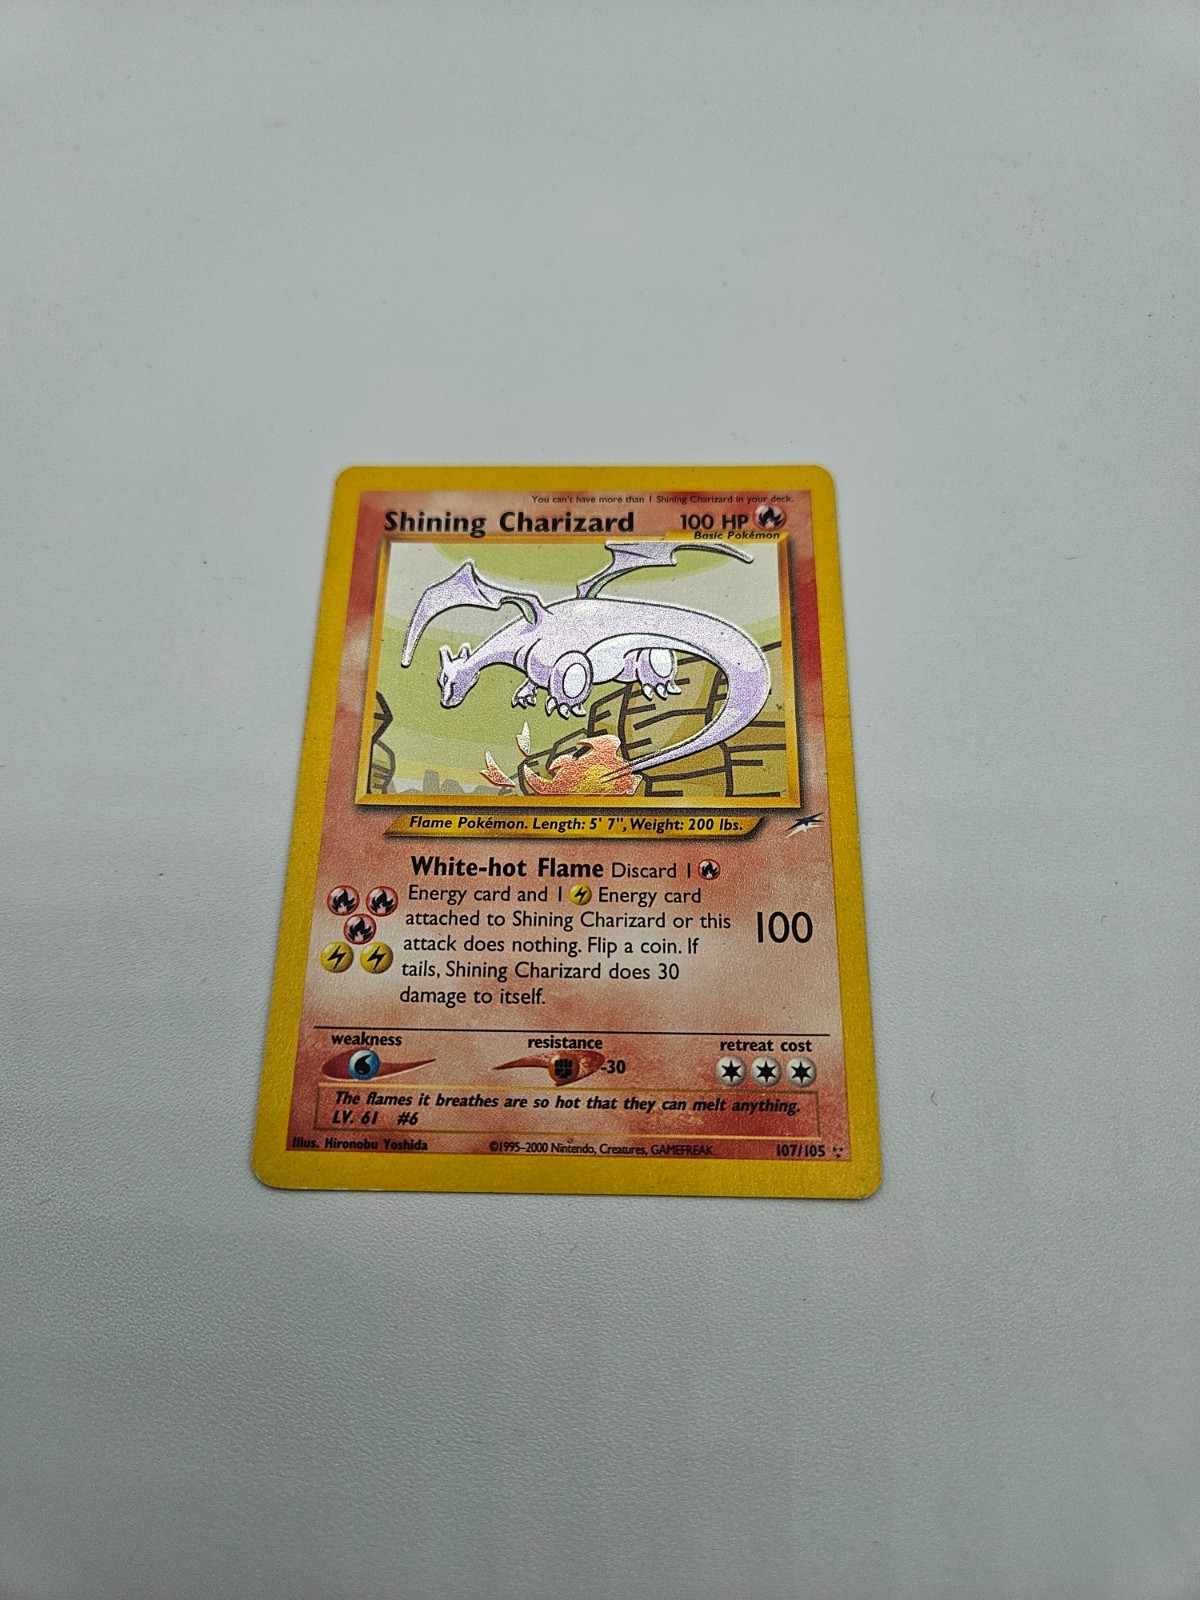 You can't have more than 1 Shining Charizard in your deck.
Shining Charizard 100 HP
Basic Pokémon
Flame Pokémon. Length: 5' 7", Weight: 200 lbs.
White-hot Flame Discard 1
Energy card and 1 Energy card
attached to Shining Charizard or this
attack does nothing. Flip a coin. If
tails, Shining Charizard does 30
damage to itself.
100
weakness resistance retreat cost
-30
The flames it breathes are so hot that they can melt anything.
LV. 61 #6
Illus. Hironobu Yoshida ©1995-2000 Nintendo, Creatures, GAMEFREAK. 107/105